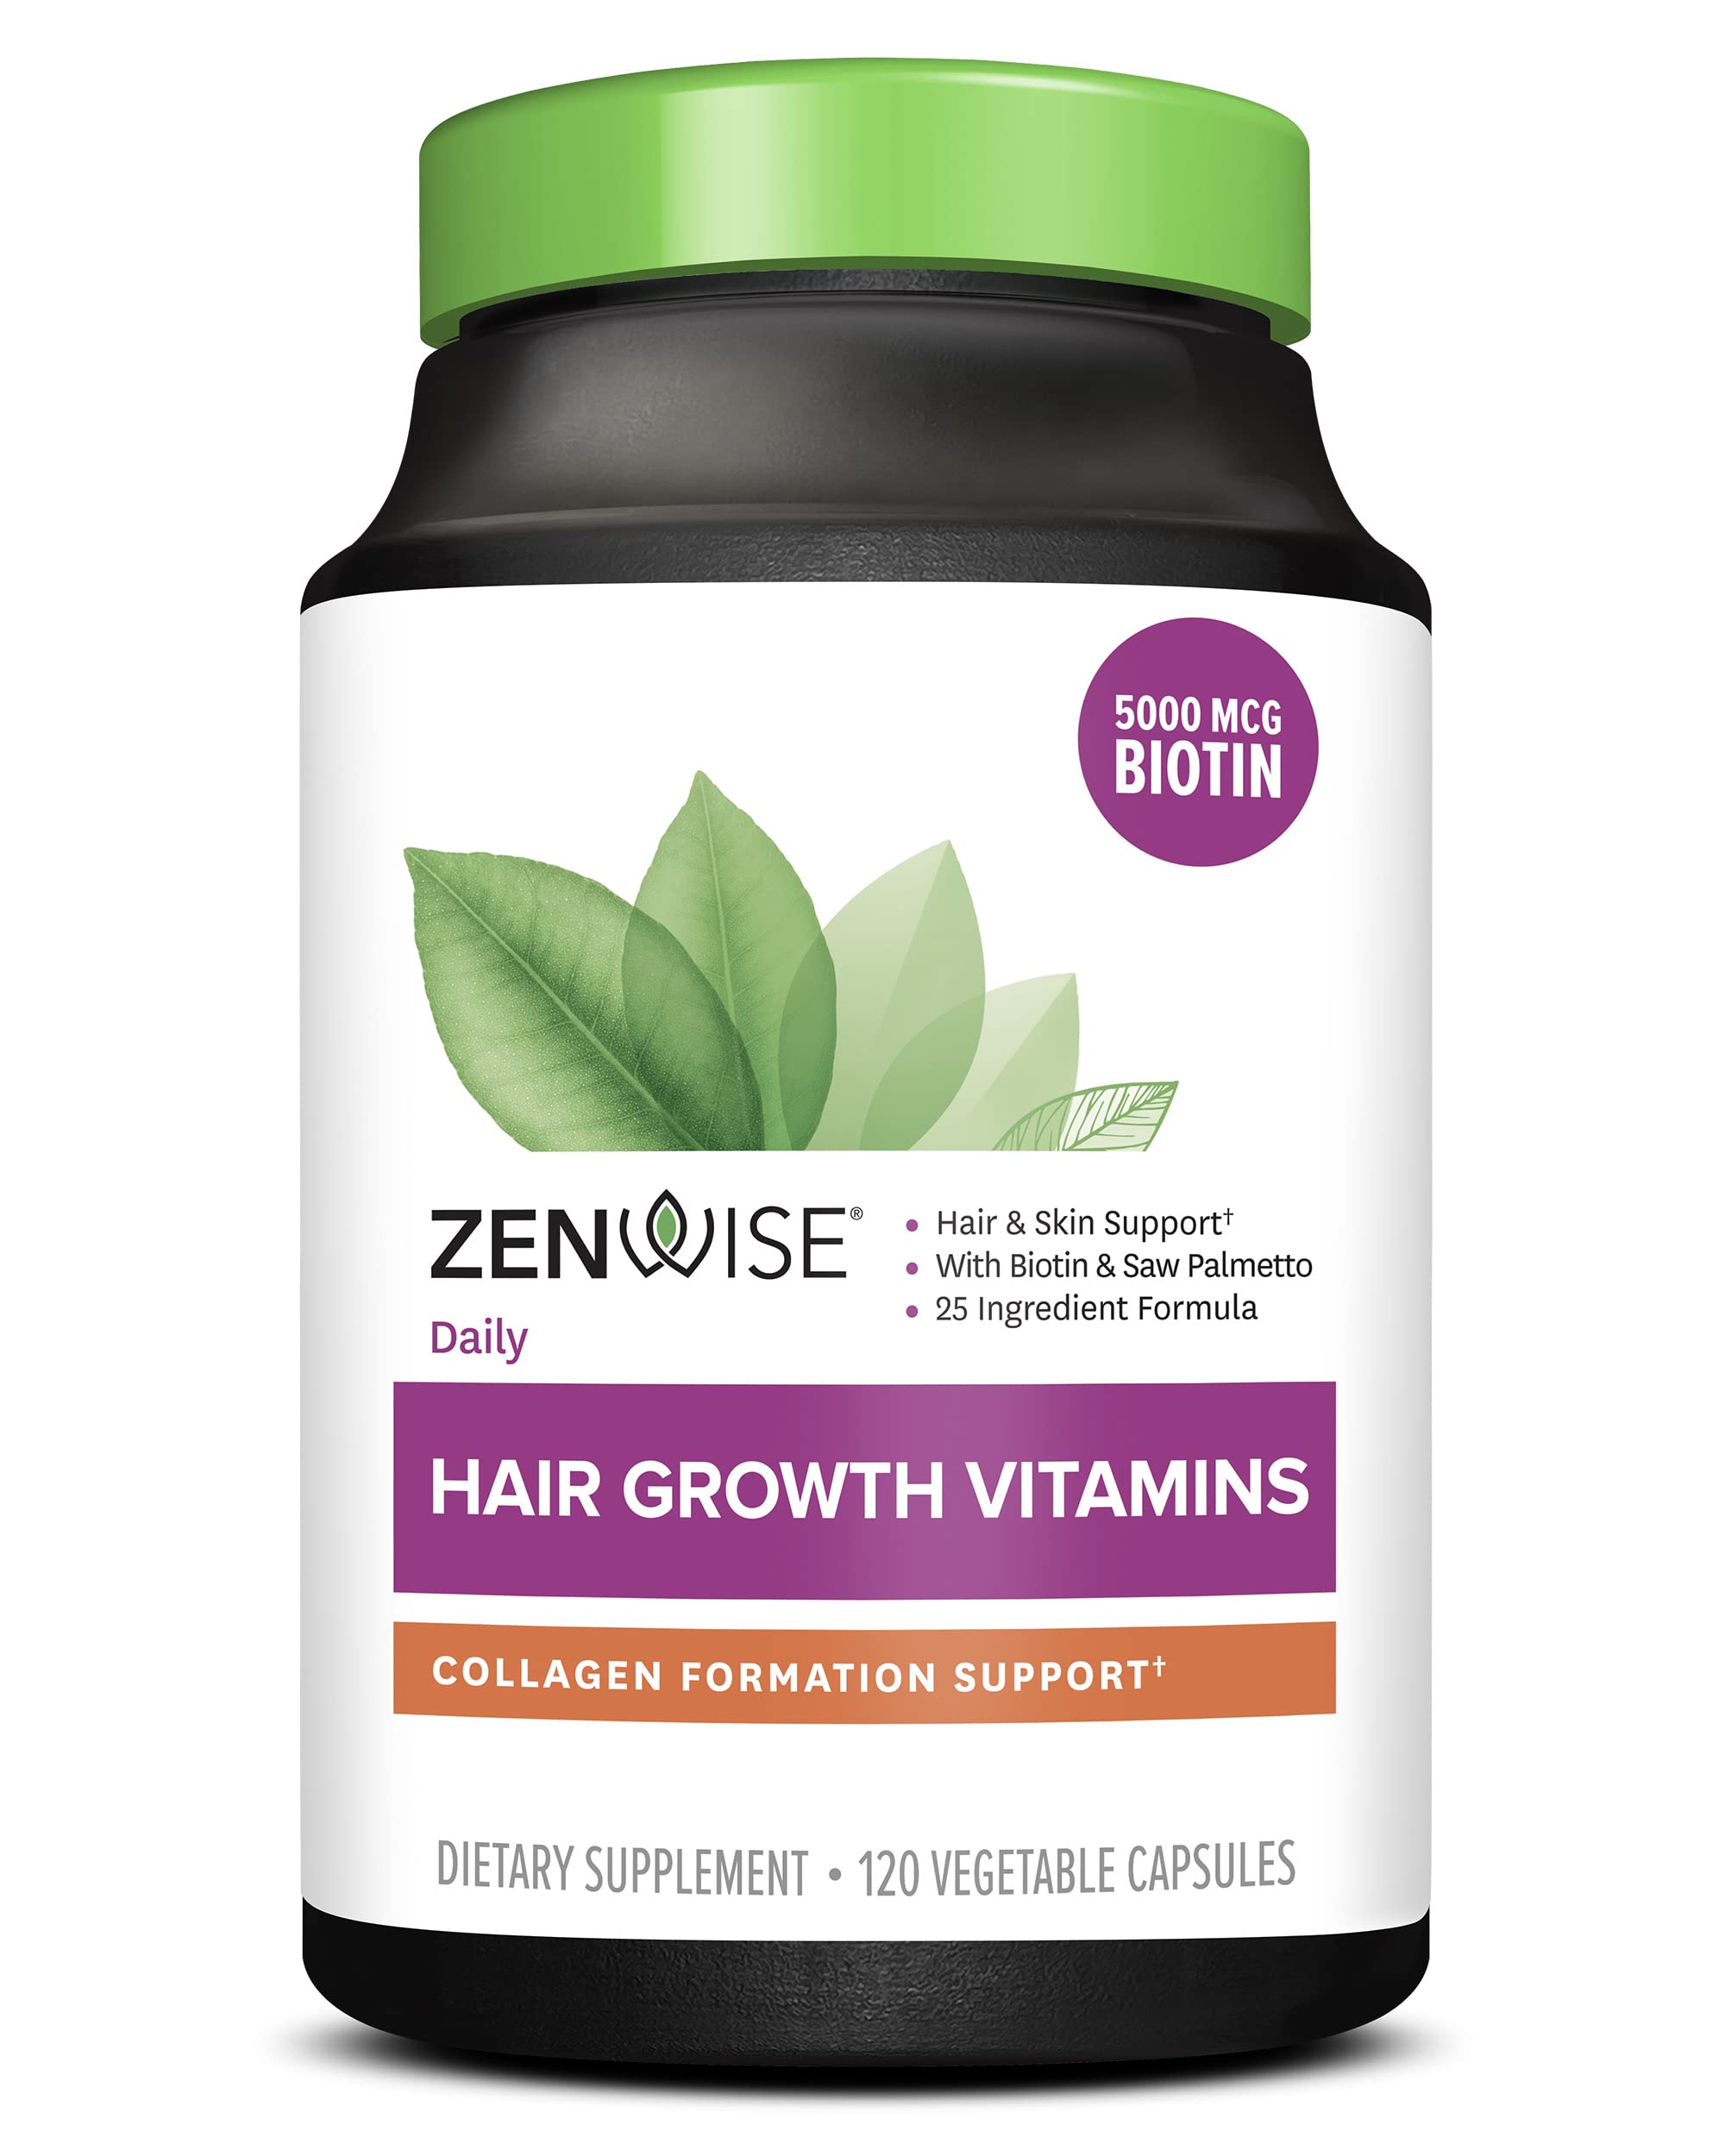 5000 MCG
BIOTIN
ZENWISE®
• Hair & Skin Support†
• With Biotin & Saw Palmetto
• 25 Ingredient Formula
Daily
HAIR GROWTH VITAMINS
COLLAGEN FORMATION SUPPORT†
DIETARY SUPPLEMENT • 120 VEGETABLE CAPSULES